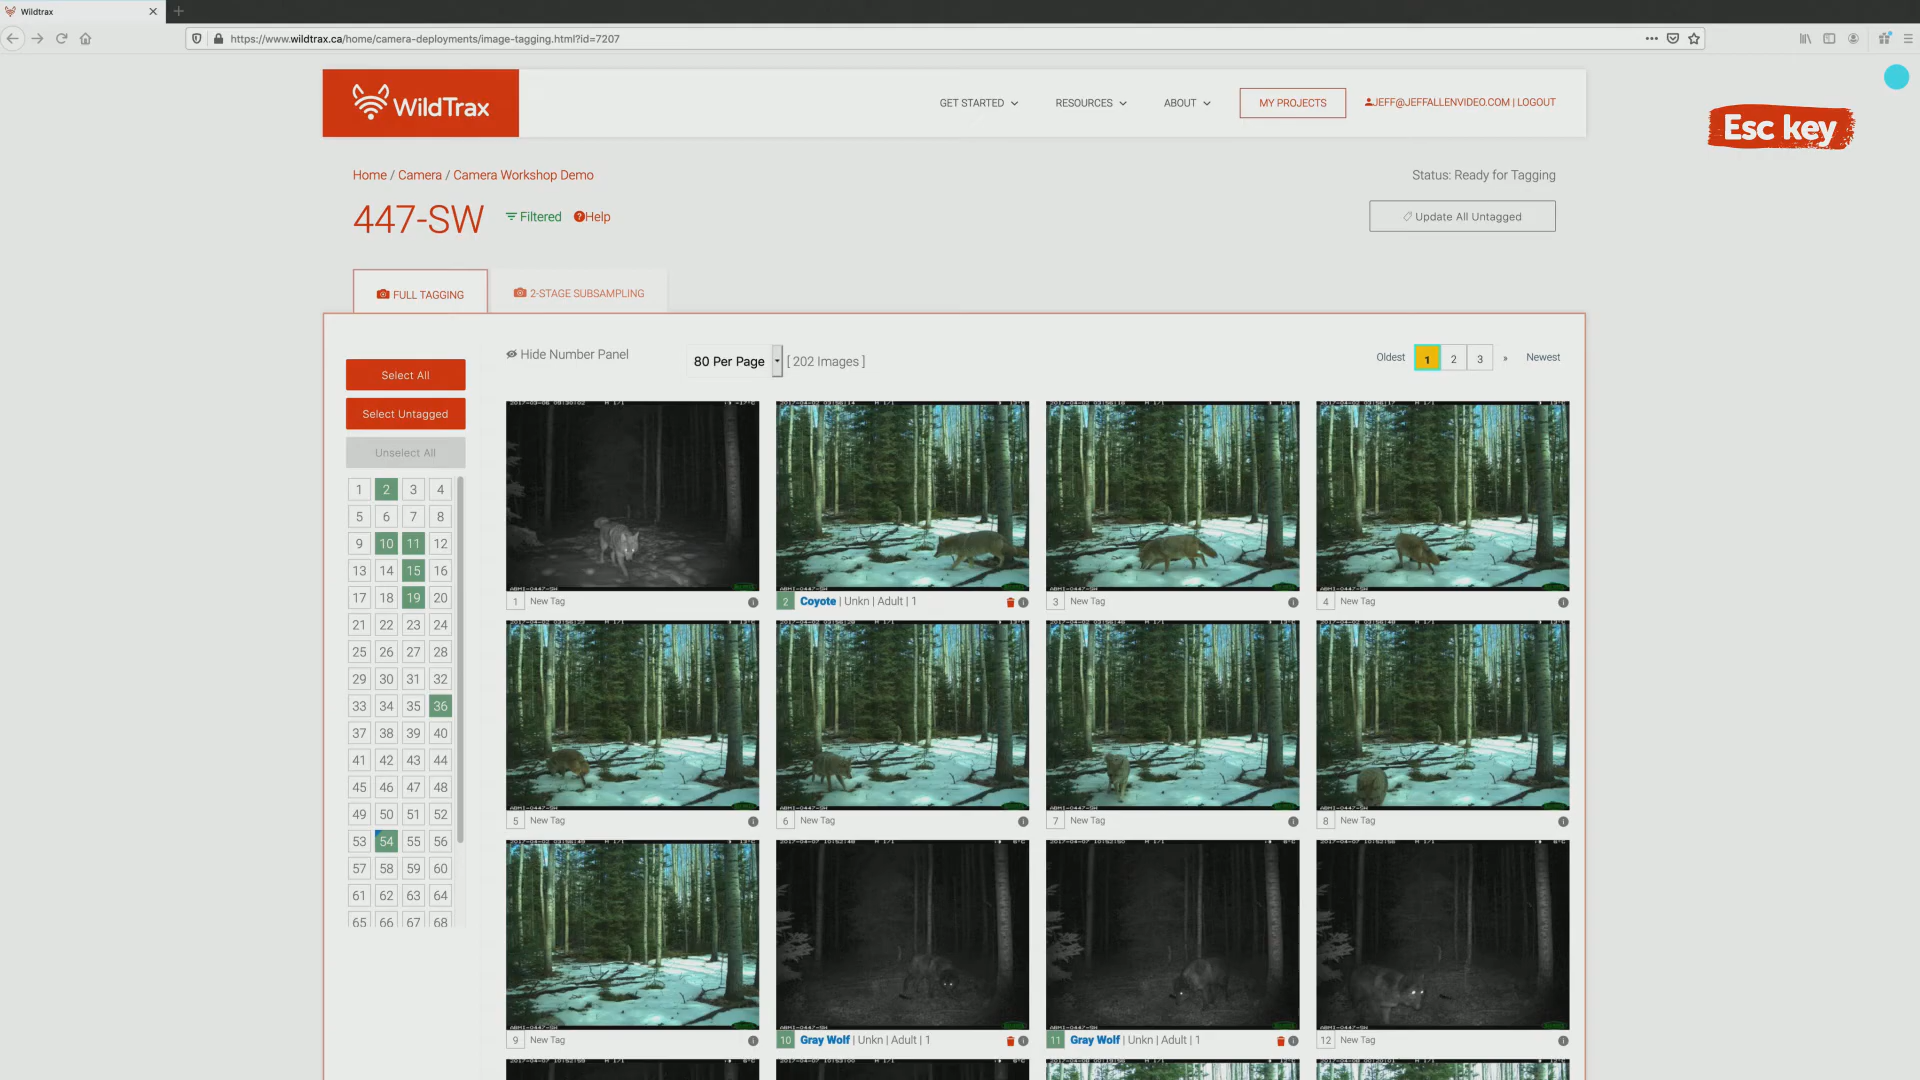 Wildtrax
https://www.wildtrax.ca/home/camera-deployments/image-tagging.html?id=7207
WildTrax
GET STARTED
RESOURCES
ABOUT
MY PROJECTS
JEFF@JEFFALLENVIDEO.COM | LOGOUT
Esc key
Home / Camera / Camera Workshop Demo
Status: Ready for Tagging
447-SW
Filtered
Help
Update All Untagged
FULL TAGGING
2-STAGE SUBSAMPLING
Hide Number Panel
80 Per Page
[ 202 Images ]
Oldest
1
2
3
»
Newest
Select All
Select Untagged
Unselect All
1 2 3 4
5 6 7 8
9 10 11 12
13 14 15 16
17 18 19 20
21 22 23 24
25 26 27 28
29 30 31 32
33 34 35 36
37 38 39 40
41 42 43 44
45 46 47 48
49 50 51 52
53 54 55 56
57 58 59 60
61 62 63 64
65 66 67 68
1 New Tag
2 Coyote | Unkn | Adult | 1
3 New Tag
4 New Tag
5 New Tag
6 New Tag
7 New Tag
8 New Tag
9 New Tag
10 Gray Wolf | Unkn | Adult | 1
11 Gray Wolf | Unkn | Adult | 1
12 New Tag